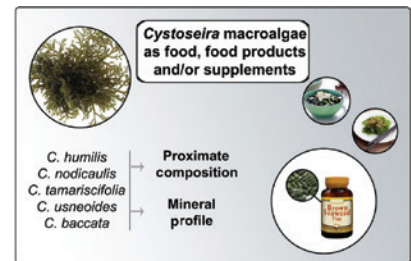 Cystoseira macroalgae
as food, food products
and/or supplements
C. humilis
C. nodicaulis
C. tamariscifolia
C. usneoides
C. baccata
Proximate
composition
Mineral
profile
Brown
Seaweed